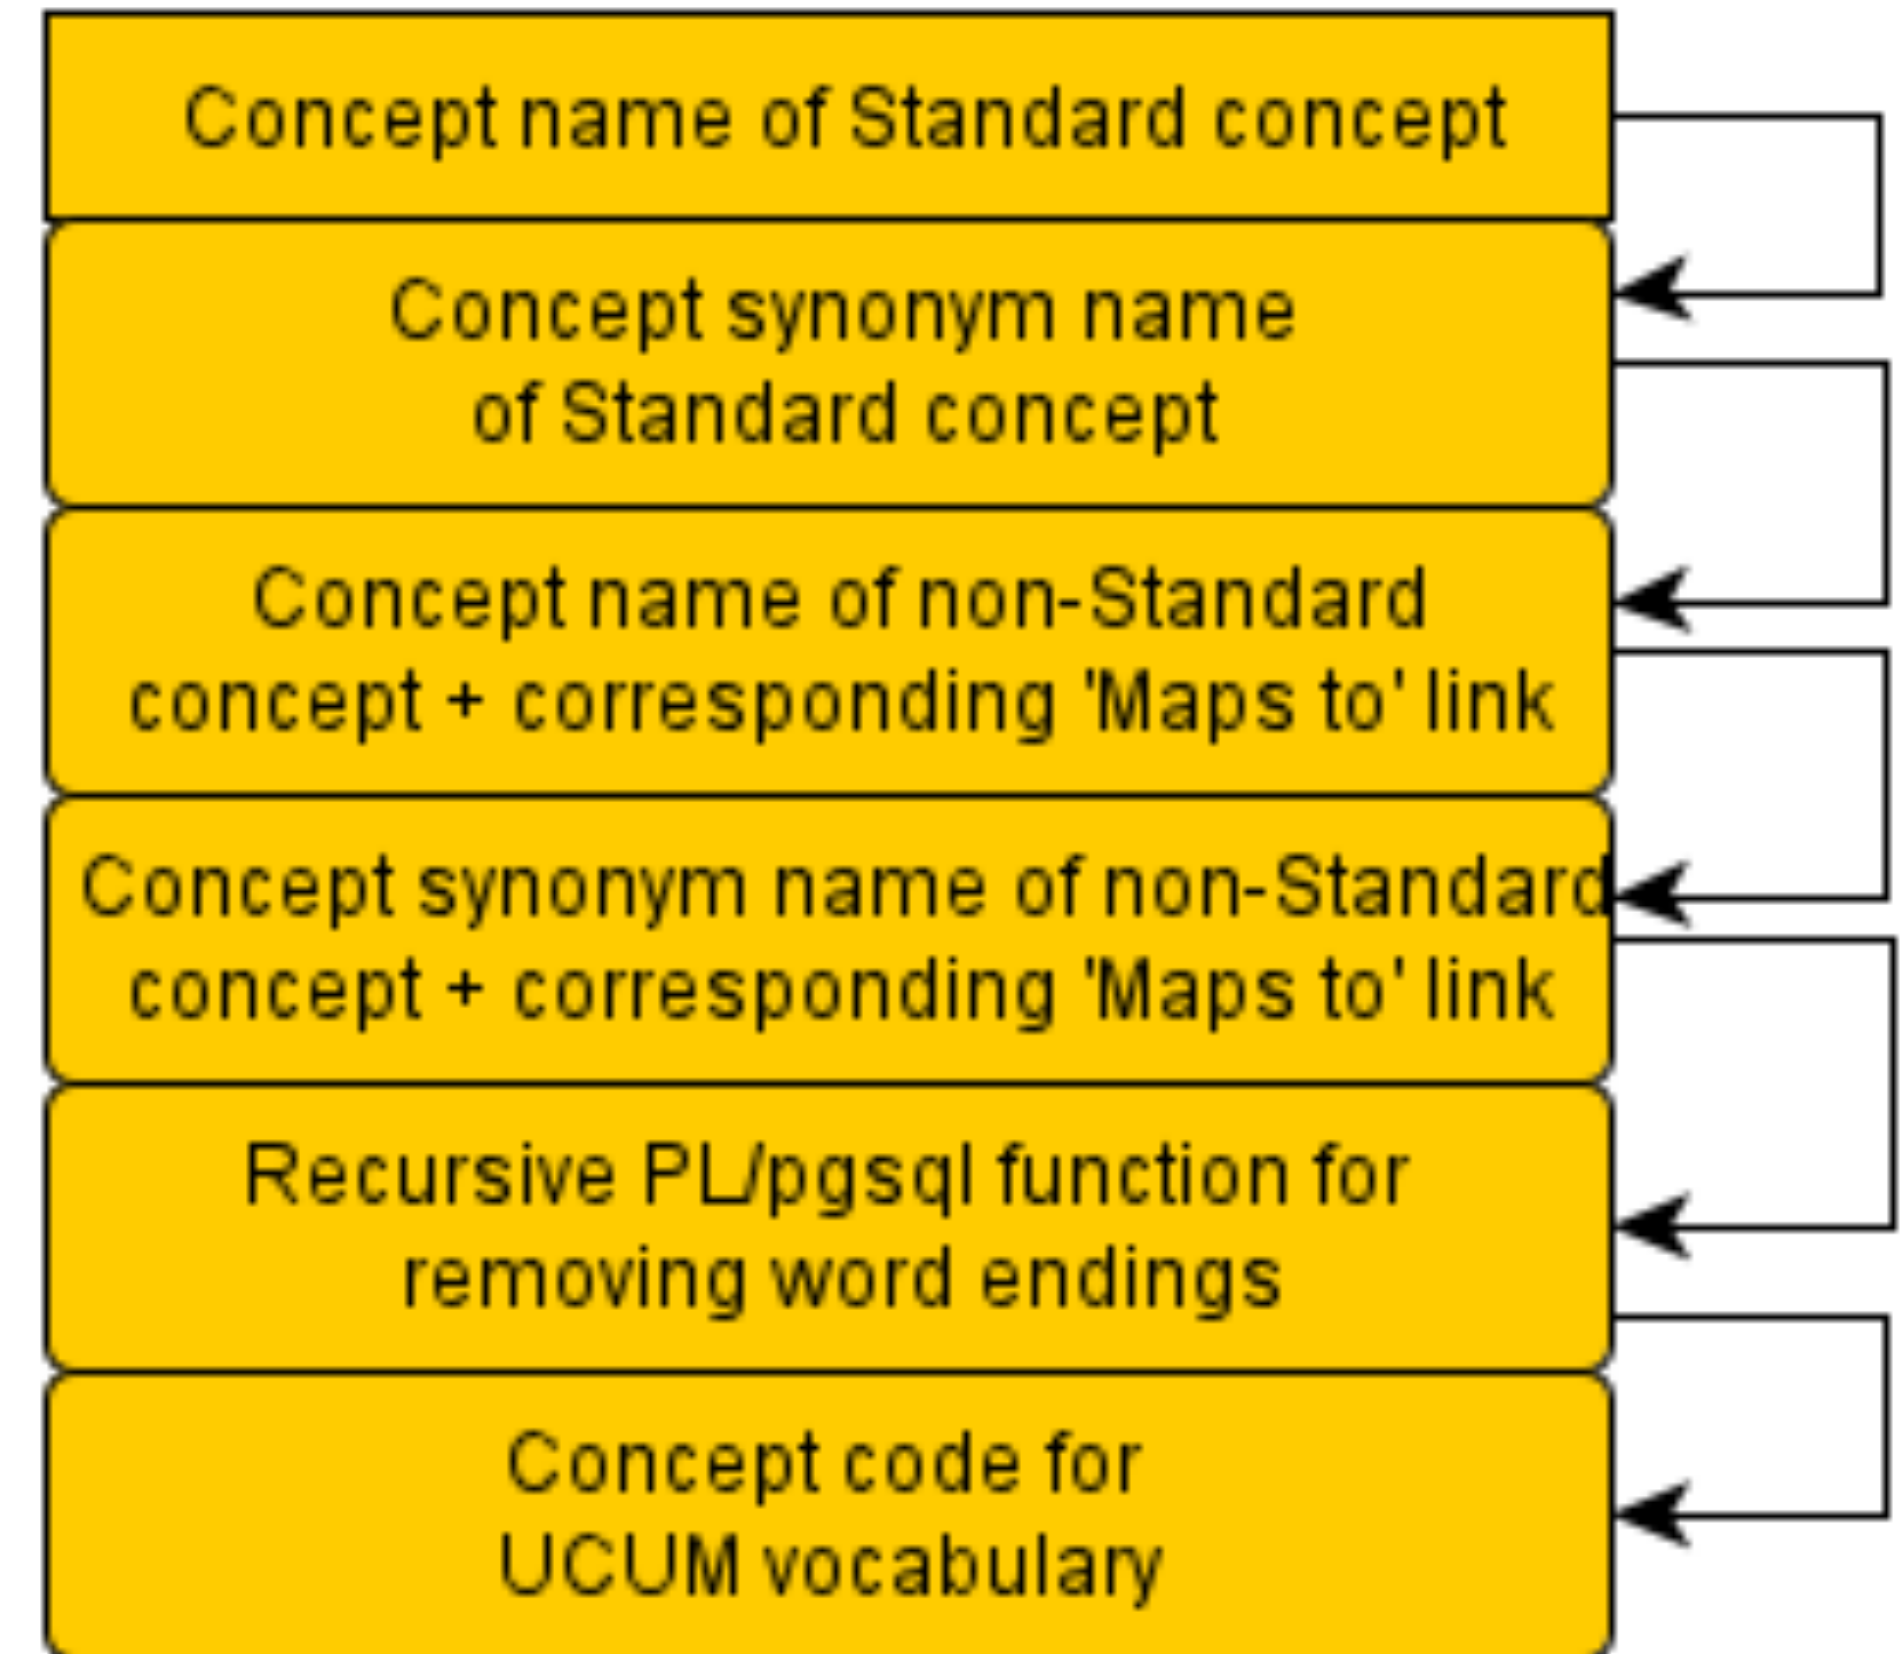 Concept name of Standard concept
Concept synonym name
of Standard concept
Concept name of non-Standard
concept + corresponding 'Maps to' link
Concept synonym name of non-Standard
concept + corresponding 'Maps to' link
Recursive PL/pgsql function for
removing word endings
Concept code for
UCUM vocabulary